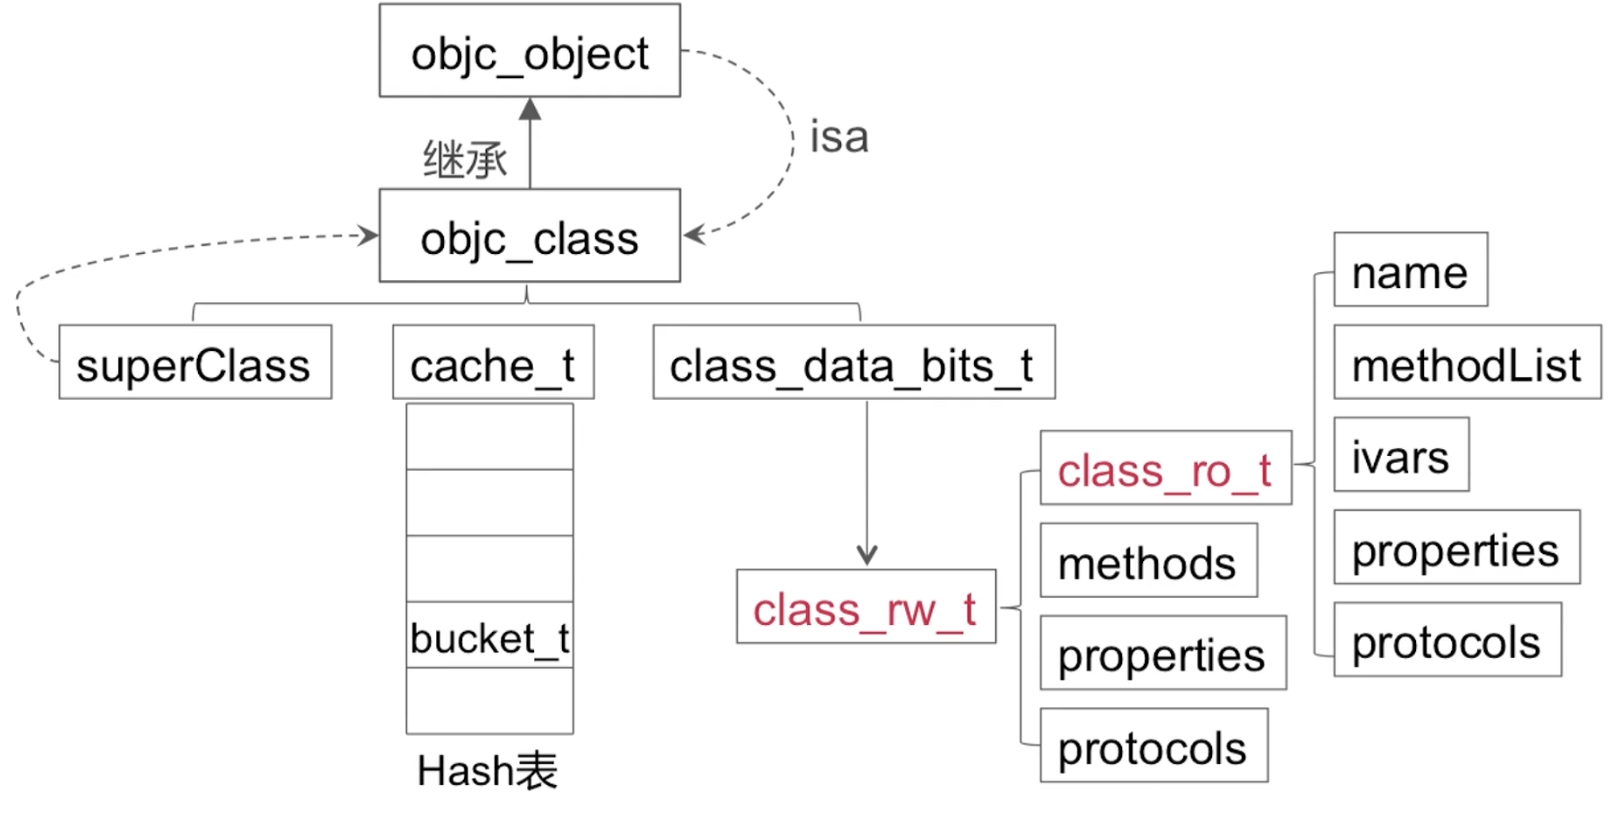 objc_object
isa
继承
objc_class
superClass
cache_t
class_data_bits_t
bucket_t
Hash表
class_rw_t
class_ro_t
methods
properties
protocols
name
methodList
ivars
properties
protocols